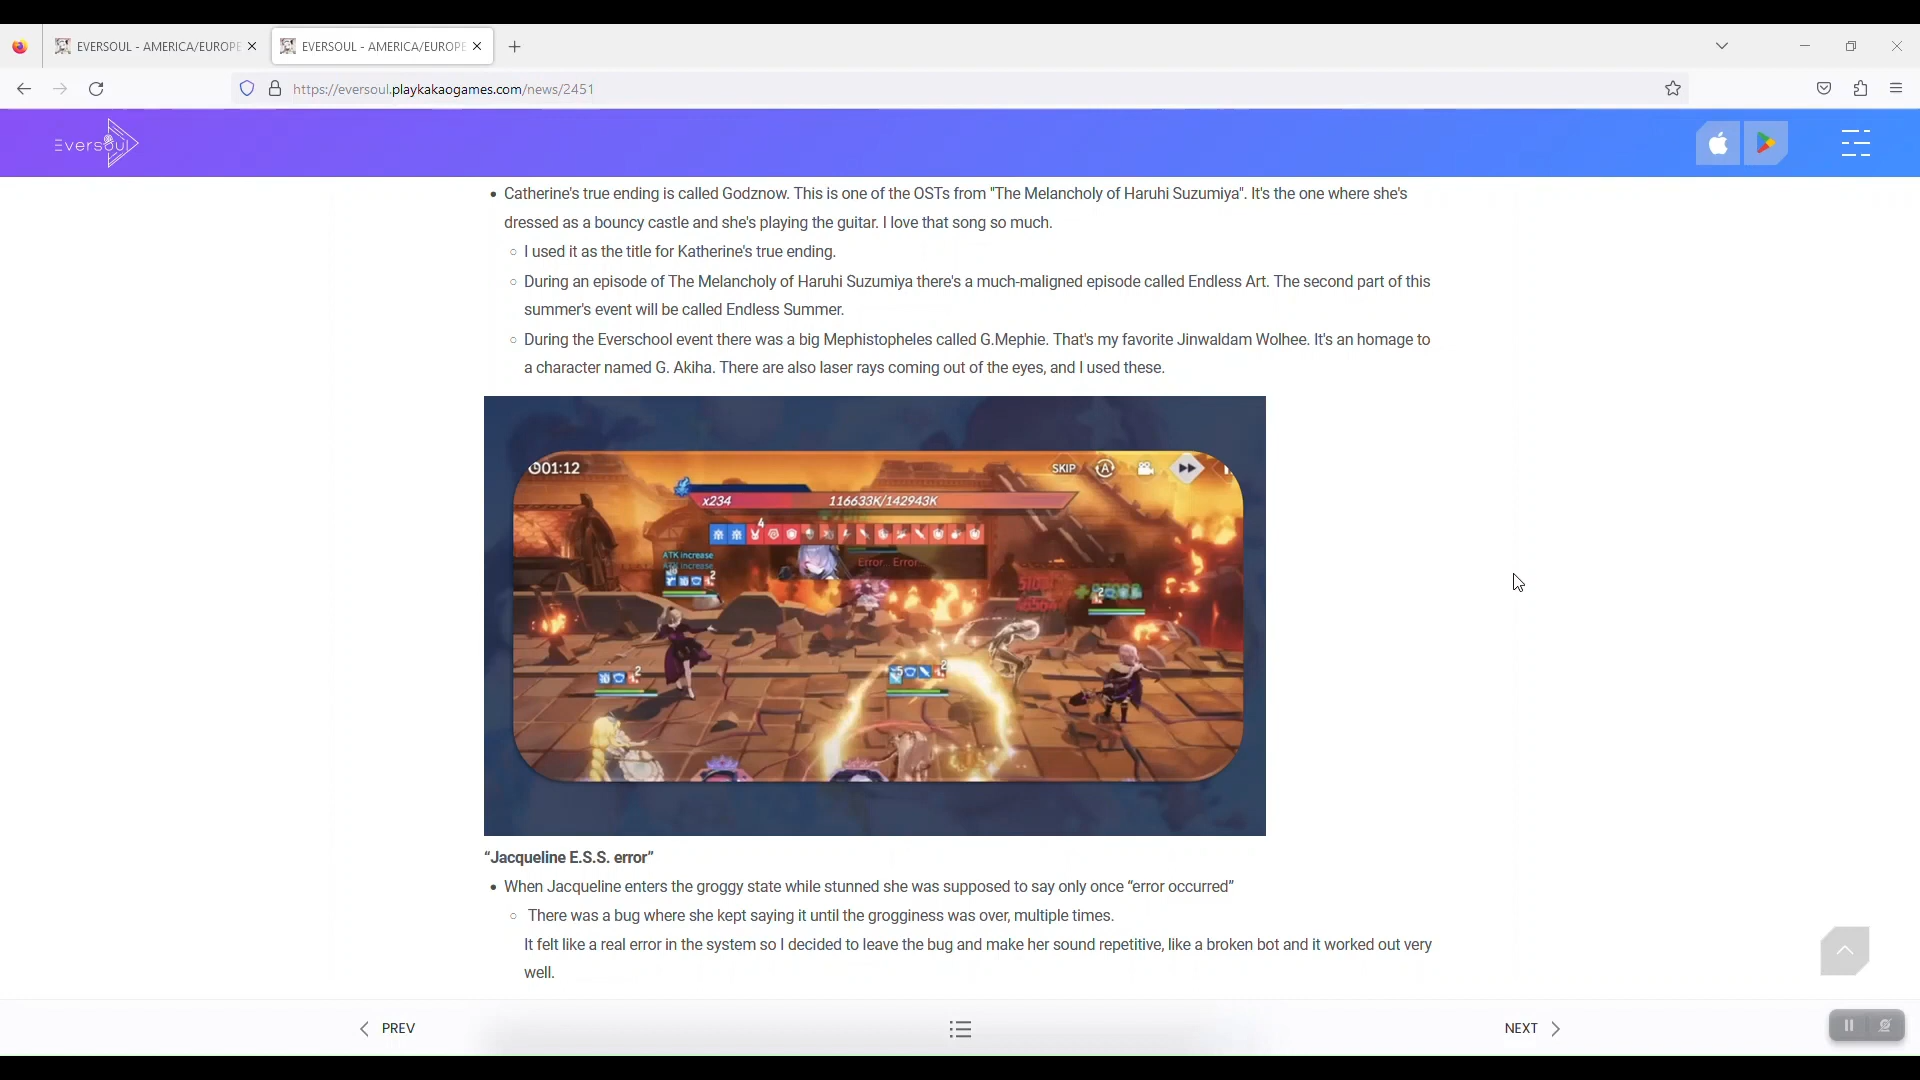 EVERSOUL - AMERICA/EUROPE
EVERSOUL - AMERICA/EUROPE
https://eversoul.playkakaogames.com/news/2451
Eversoul
• Catherine's true ending is called Godznow. This is one of the OSTs from "The Melancholy of Haruhi Suzumiya". It's the one where she's
dressed as a bouncy castle and she's playing the guitar. I love that song so much.
○ I used it as the title for Katherine's true ending.
○ During an episode of The Melancholy of Haruhi Suzumiya there's a much-maligned episode called Endless Art. The second part of this
summer's event will be called Endless Summer.
○ During the Everschool event there was a big Mephistopheles called G.Mephie. That's my favorite Jinwaldam Wolhee. It's an homage to
a character named G. Akiha. There are also laser rays coming out of the eyes, and I used these.
01:12
SKIP
A
x234
116633K/142943K
4
ATK increase
ATK increase
Error... Error...
2
2
2
5
2
“Jacqueline E.S.S. error”
• When Jacqueline enters the groggy state while stunned she was supposed to say only once “error occurred”
○ There was a bug where she kept saying it until the grogginess was over, multiple times.
It felt like a real error in the system so I decided to leave the bug and make her sound repetitive, like a broken bot and it worked out very
well.
PREV
NEXT